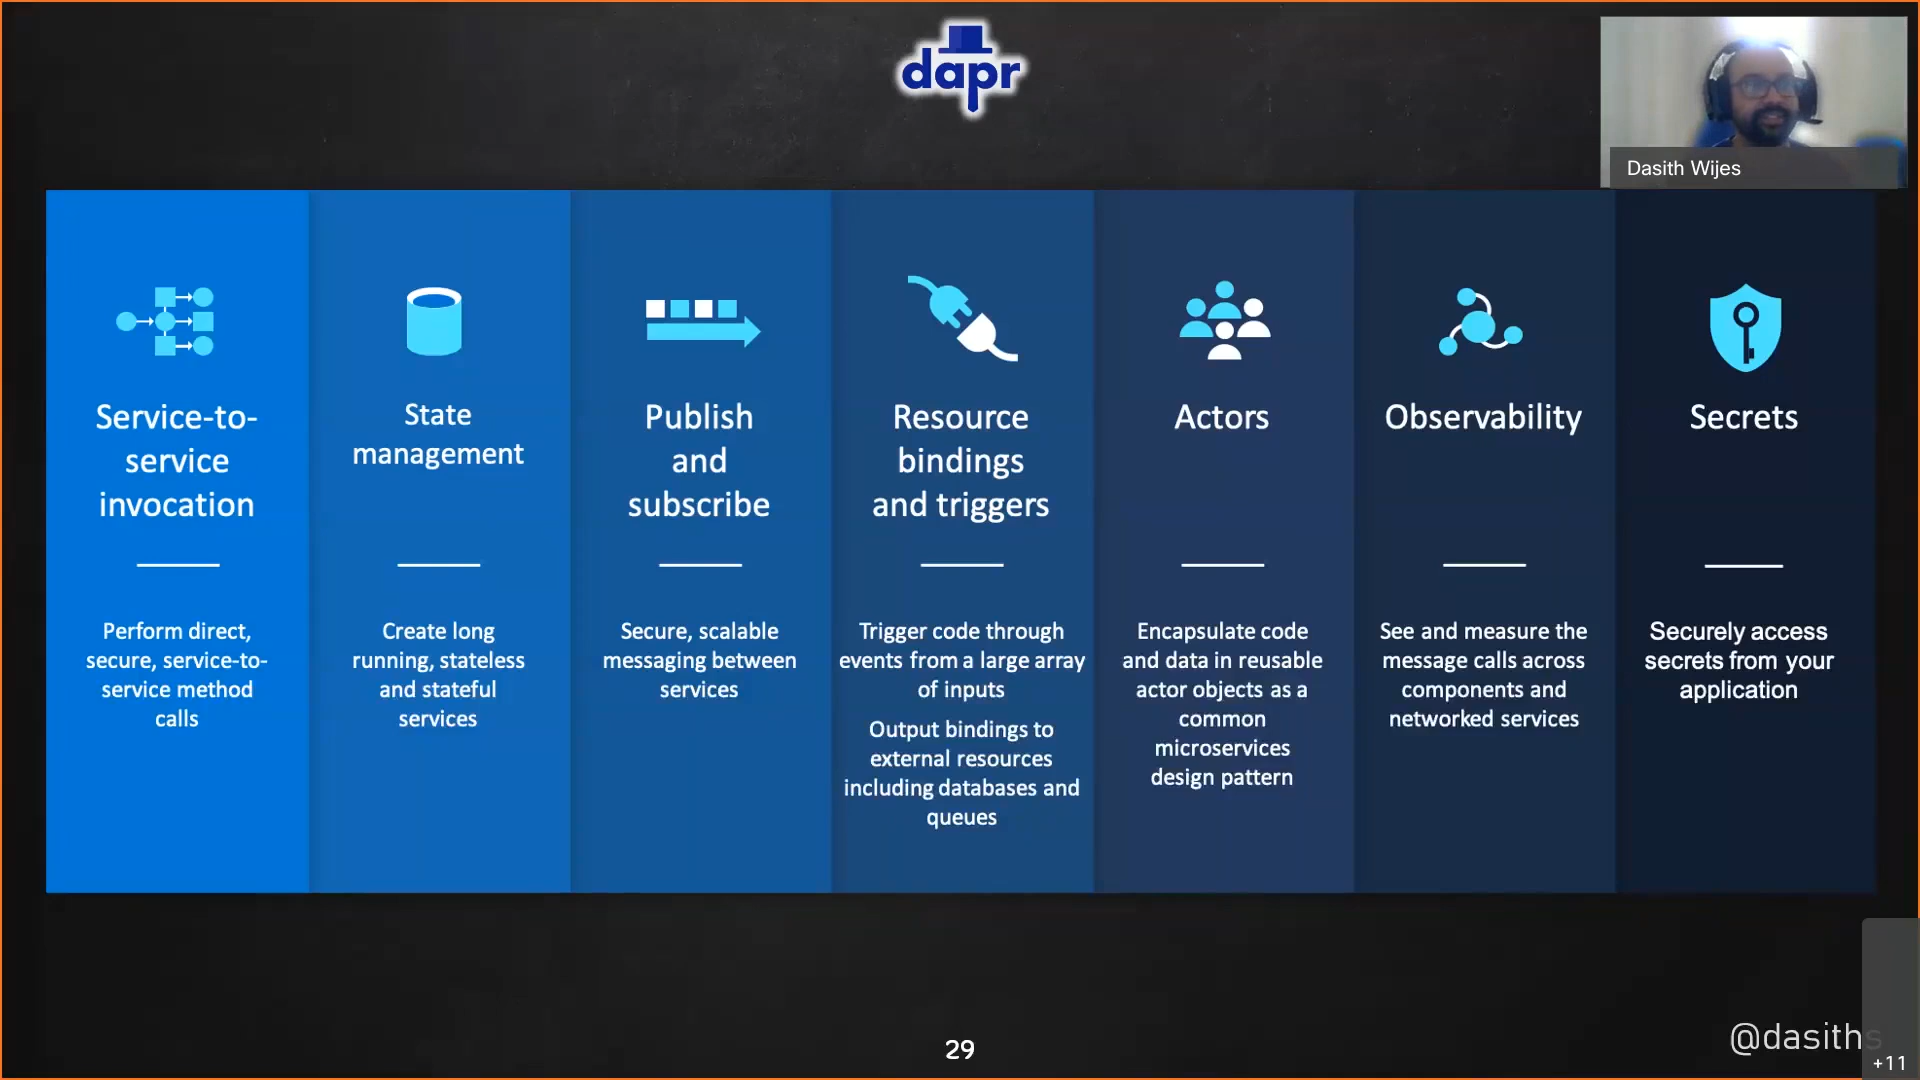 dapr
Dasith Wijes
Service-to-
service
invocation
Perform direct,
secure, service-to-
service method
calls
State
management
Create long
running, stateless
and stateful
services
Publish
and
subscribe
Secure, scalable
messaging between
services
Resource
bindings
and triggers
Trigger code through
events from a large array
of inputs
Output bindings to
external resources
including databases and
queues
Actors
Encapsulate code
and data in reusable
actor objects as a
common
microservices
design pattern
Observability
See and measure the
message calls across
components and
networked services
Secrets
Securely access
secrets from your
application
29
@dasiths
+11